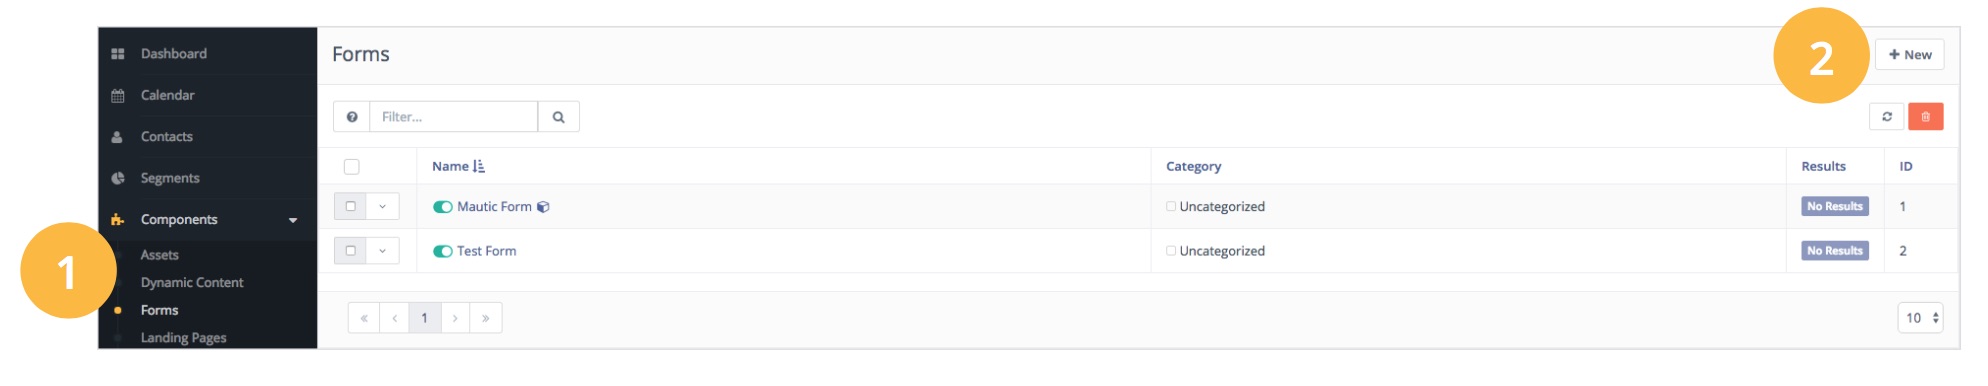 Dashboard
Calendar
Contacts
Segments
Components
Assets
Dynamic Content
Forms
Landing Pages
1
Forms
2
New
Filter...
Name Category Results ID
Mautic Form Uncategorized No Results 1
Test Form Uncategorized No Results 2
« ‹ 1 › »
10